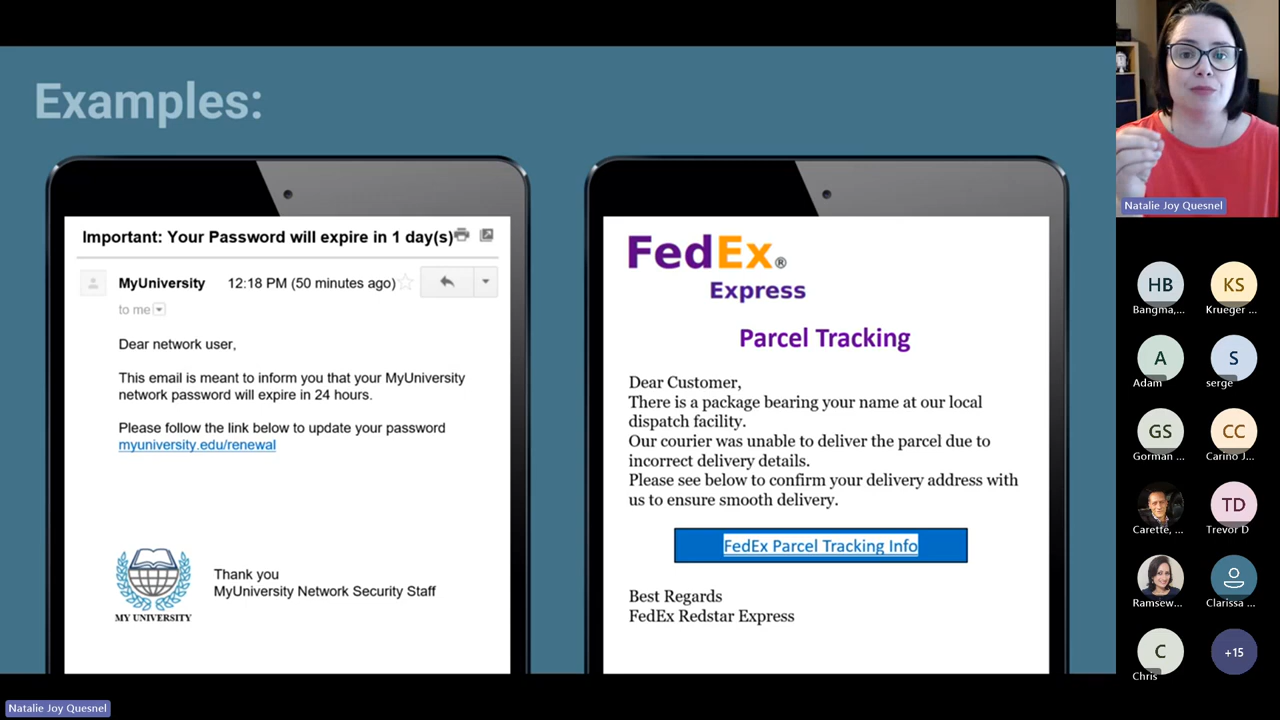 Examples:
Important: Your Password will expire in 1 day(s)
MyUniversity 12:18 PM (50 minutes ago)
to me
Dear network user,
This email is meant to inform you that your MyUniversity
network password will expire in 24 hours.
Please follow the link below to update your password
myuniversity.edu/renewal
MY UNIVERSITY
Thank you
MyUniversity Network Security Staff
FedEx®
Express
Parcel Tracking
Dear Customer,
There is a package bearing your name at our local
dispatch facility.
Our courier was unable to deliver the parcel due to
incorrect delivery details.
Please see below to confirm your delivery address with
us to ensure smooth delivery.
FedEx Parcel Tracking Info
Best Regards
FedEx Redstar Express
Natalie Joy Quesnel
HB KS
Bangma,... Krueger ...
A S
Adam serge
GS CC
Gorman ... Carino J...
TD
Carette, ... Trevor D
Ramsew... Clarissa ...
C +15
Chris
Natalie Joy Quesnel